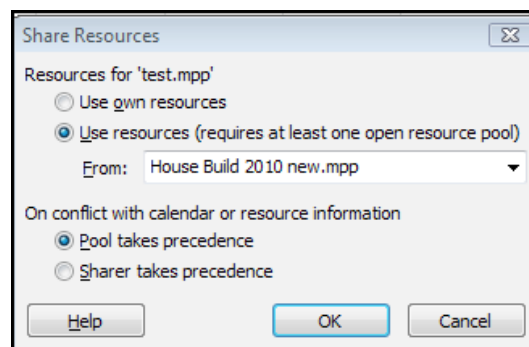 Share Resources
Resources for 'test.mpp'
Use own resources
Use resources (requires at least one open resource pool)
From: House Build 2010 new.mpp
On conflict with calendar or resource information
Pool takes precedence
Sharer takes precedence
Help OK Cancel